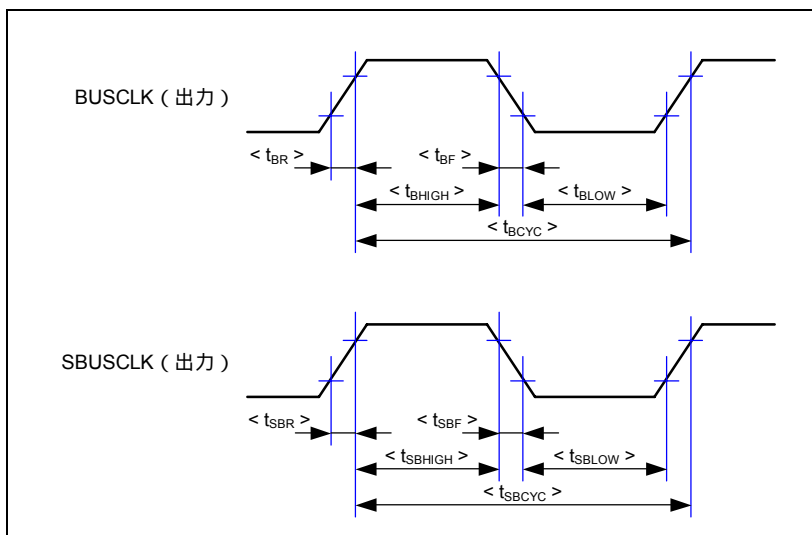 BUSCLK（出力）
< tBR >
< tBF >
< tBHIGH >
< tBLOW >
< tBCYC >
SBUSCLK（出力）
< tSBR >
< tSBF >
< tSBHIGH >
< tSBLOW >
< tSBCYC >